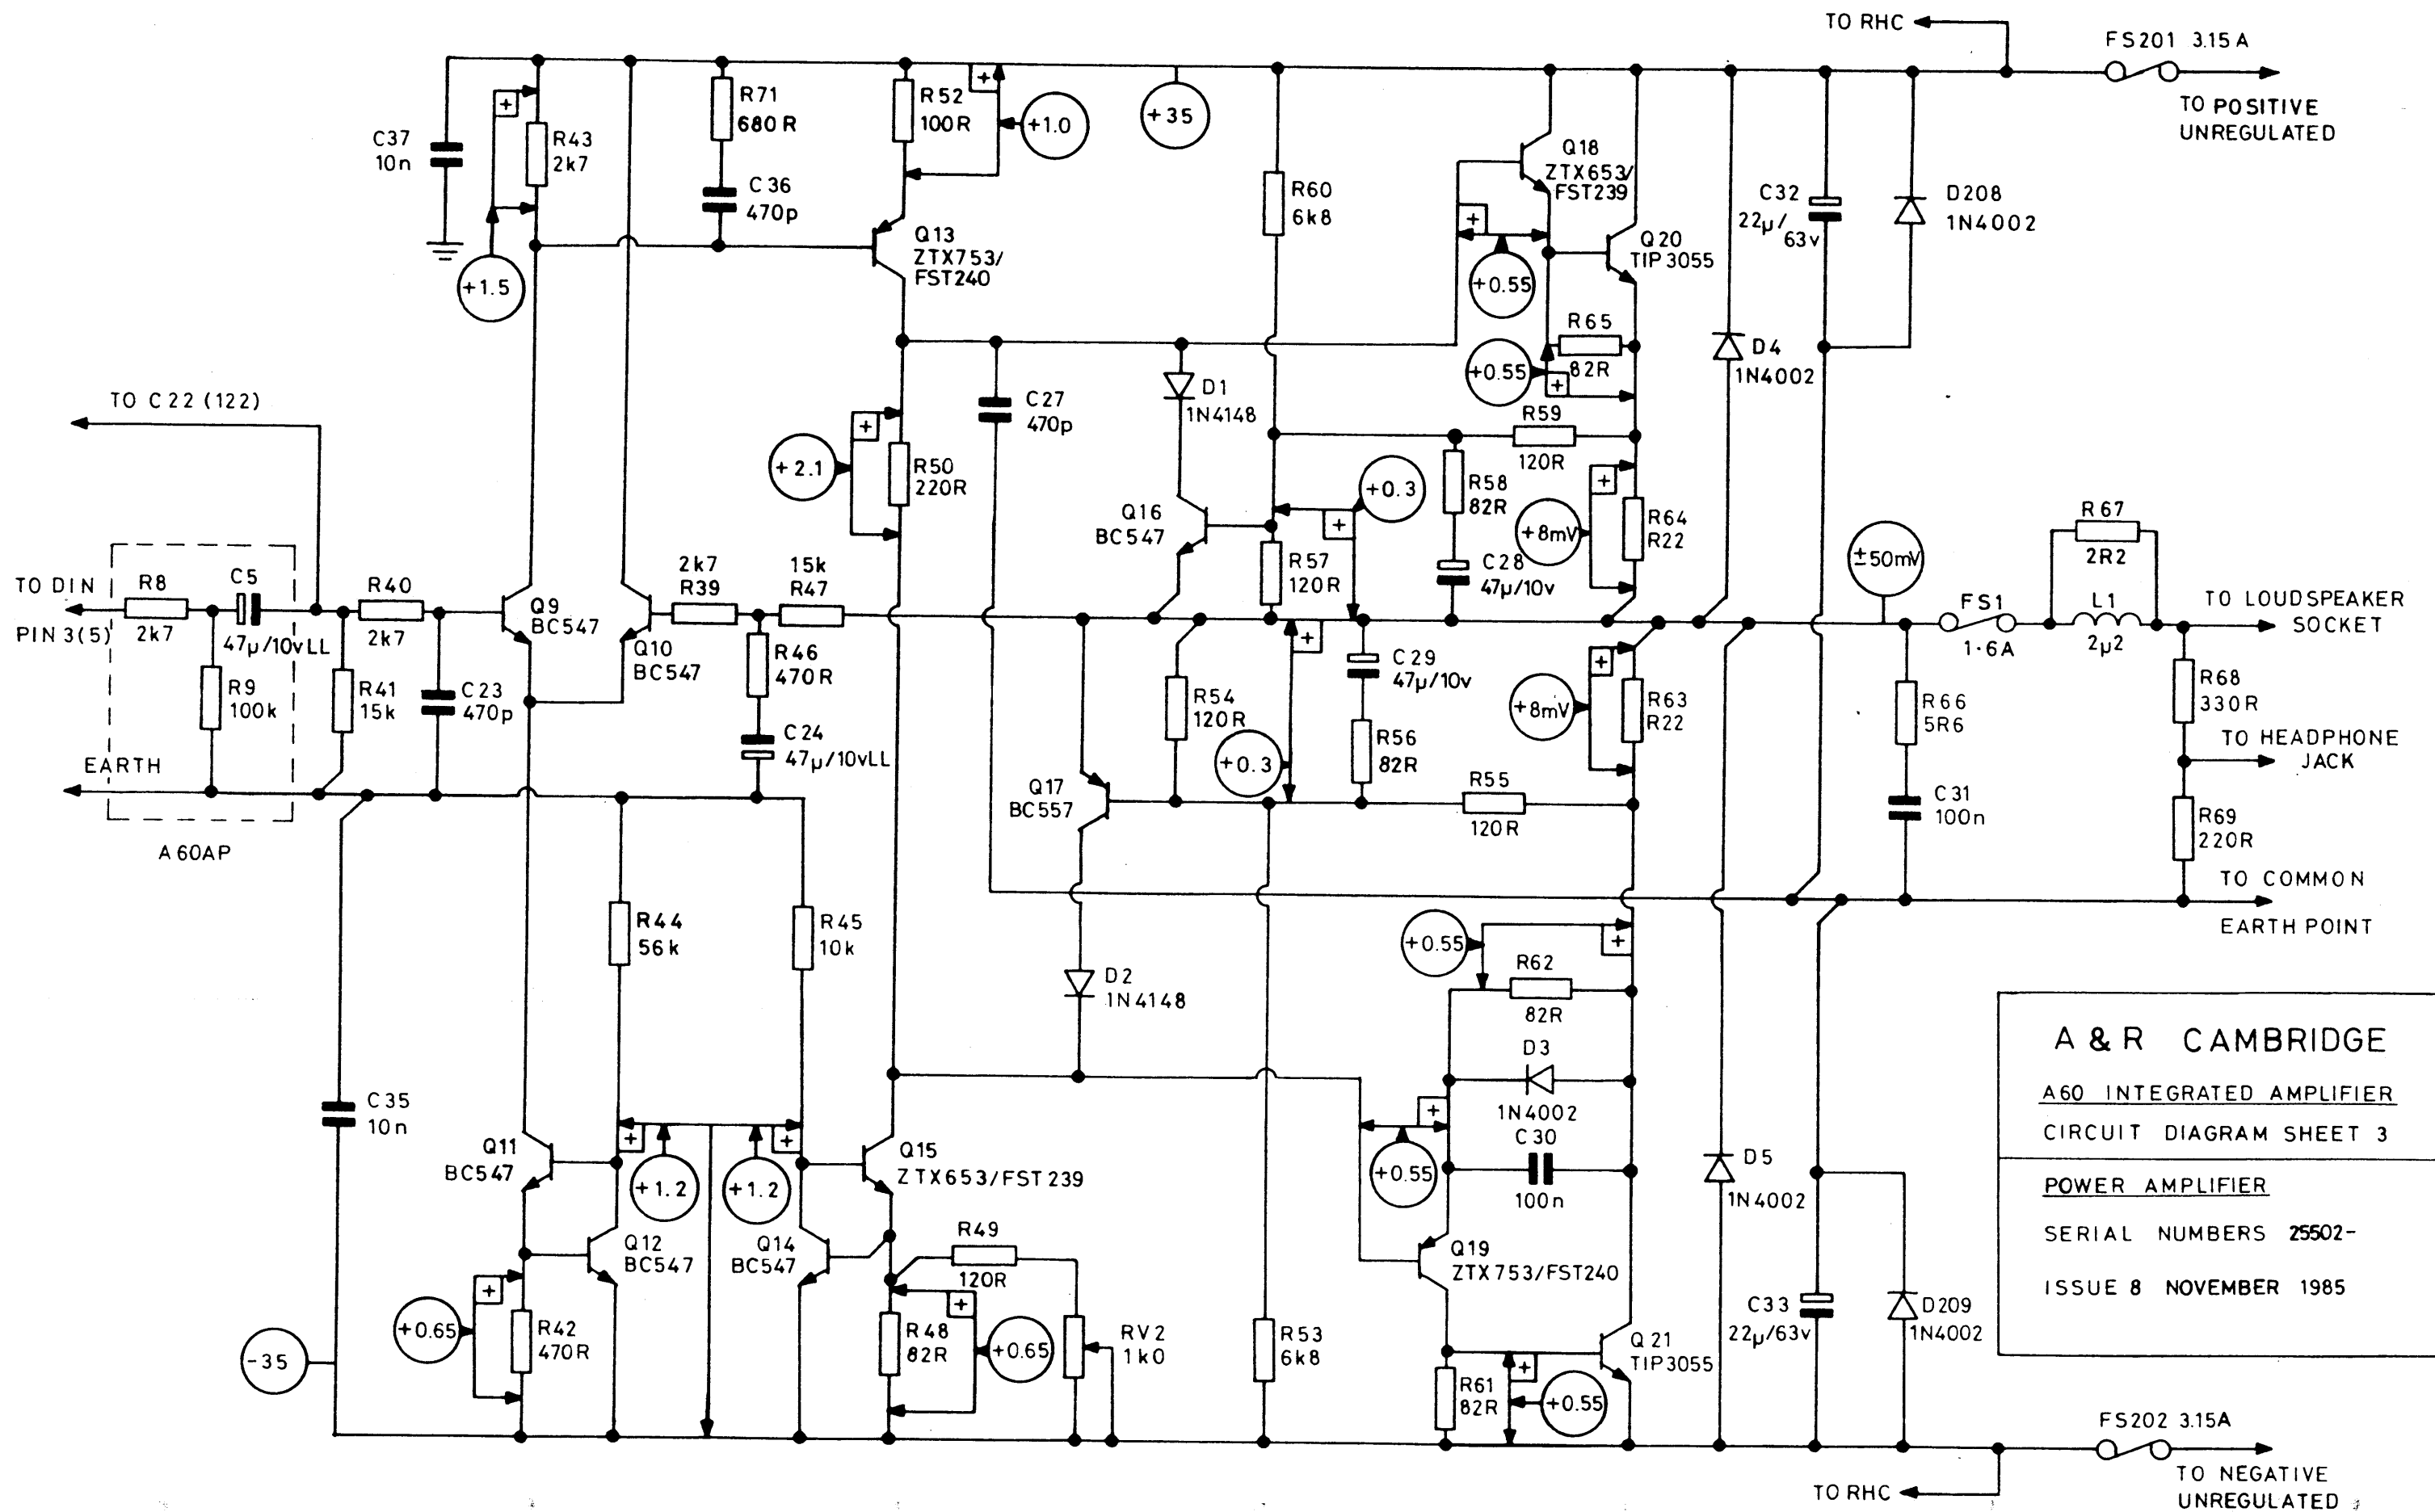 TO RHC
FS201 3.15A
TO POSITIVE
UNREGULATED
C37
10n
+
R43
2k7
+1.5
R71
680R
C36
470p
R52
100R
+
+1.0
+35
Q13
ZTX753/
FST240
R60
6k8
Q18
ZTX653/
FST239
+
+0.55
Q20
TIP3055
R65
82R
+0.55
+
C32
22µ/
63v
D208
1N4002
D4
1N4002
TO C22 (122)
+
+2.1
R50
220R
C27
470p
D1
1N4148
Q16
BC547
R59
120R
R58
82R
+0.3
+
R57
120R
C28
47µ/10v
+
+8mV
R64
R22
±50mV
R67
2R2
TO DIN
PIN 3(5)
R8
2k7
C5
47µ/10vLL
R9
100k
R40
2k7
R41
15k
C23
470p
Q9
BC547
Q10
BC547
2k7
R39
15k
R47
R46
470R
C24
47µ/10vLL
EARTH
A60AP
R54
120R
+
+0.3
C29
47µ/10v
R56
82R
Q17
BC557
R55
120R
+
+8mV
R63
R22
FS1
1·6A
L1
2µ2
TO LOUDSPEAKER
SOCKET
R66
5R6
C31
100n
R68
330R
TO HEADPHONE
JACK
R69
220R
TO COMMON
EARTH POINT
R44
56k
R45
10k
D2
1N4148
+0.55
+
R62
82R
D3
1N4002
C30
100n
+
+0.55
C35
10n
Q11
BC547
+
+1.2
+
+1.2
Q15
ZTX653/FST239
Q12
BC547
Q14
BC547
R49
120R
+
+0.65
R42
470R
R48
82R
+
+0.65
RV2
1k0
R53
6k8
Q19
ZTX753/FST240
R61
82R
+
+0.55
Q21
TIP3055
D5
1N4002
C33
22µ/63v
D209
1N4002
-35
A & R CAMBRIDGE
A60 INTEGRATED AMPLIFIER
CIRCUIT DIAGRAM SHEET 3
POWER AMPLIFIER
SERIAL NUMBERS 25502-
ISSUE 8 NOVEMBER 1985
FS202 3.15A
TO NEGATIVE
UNREGULATED
TO RHC